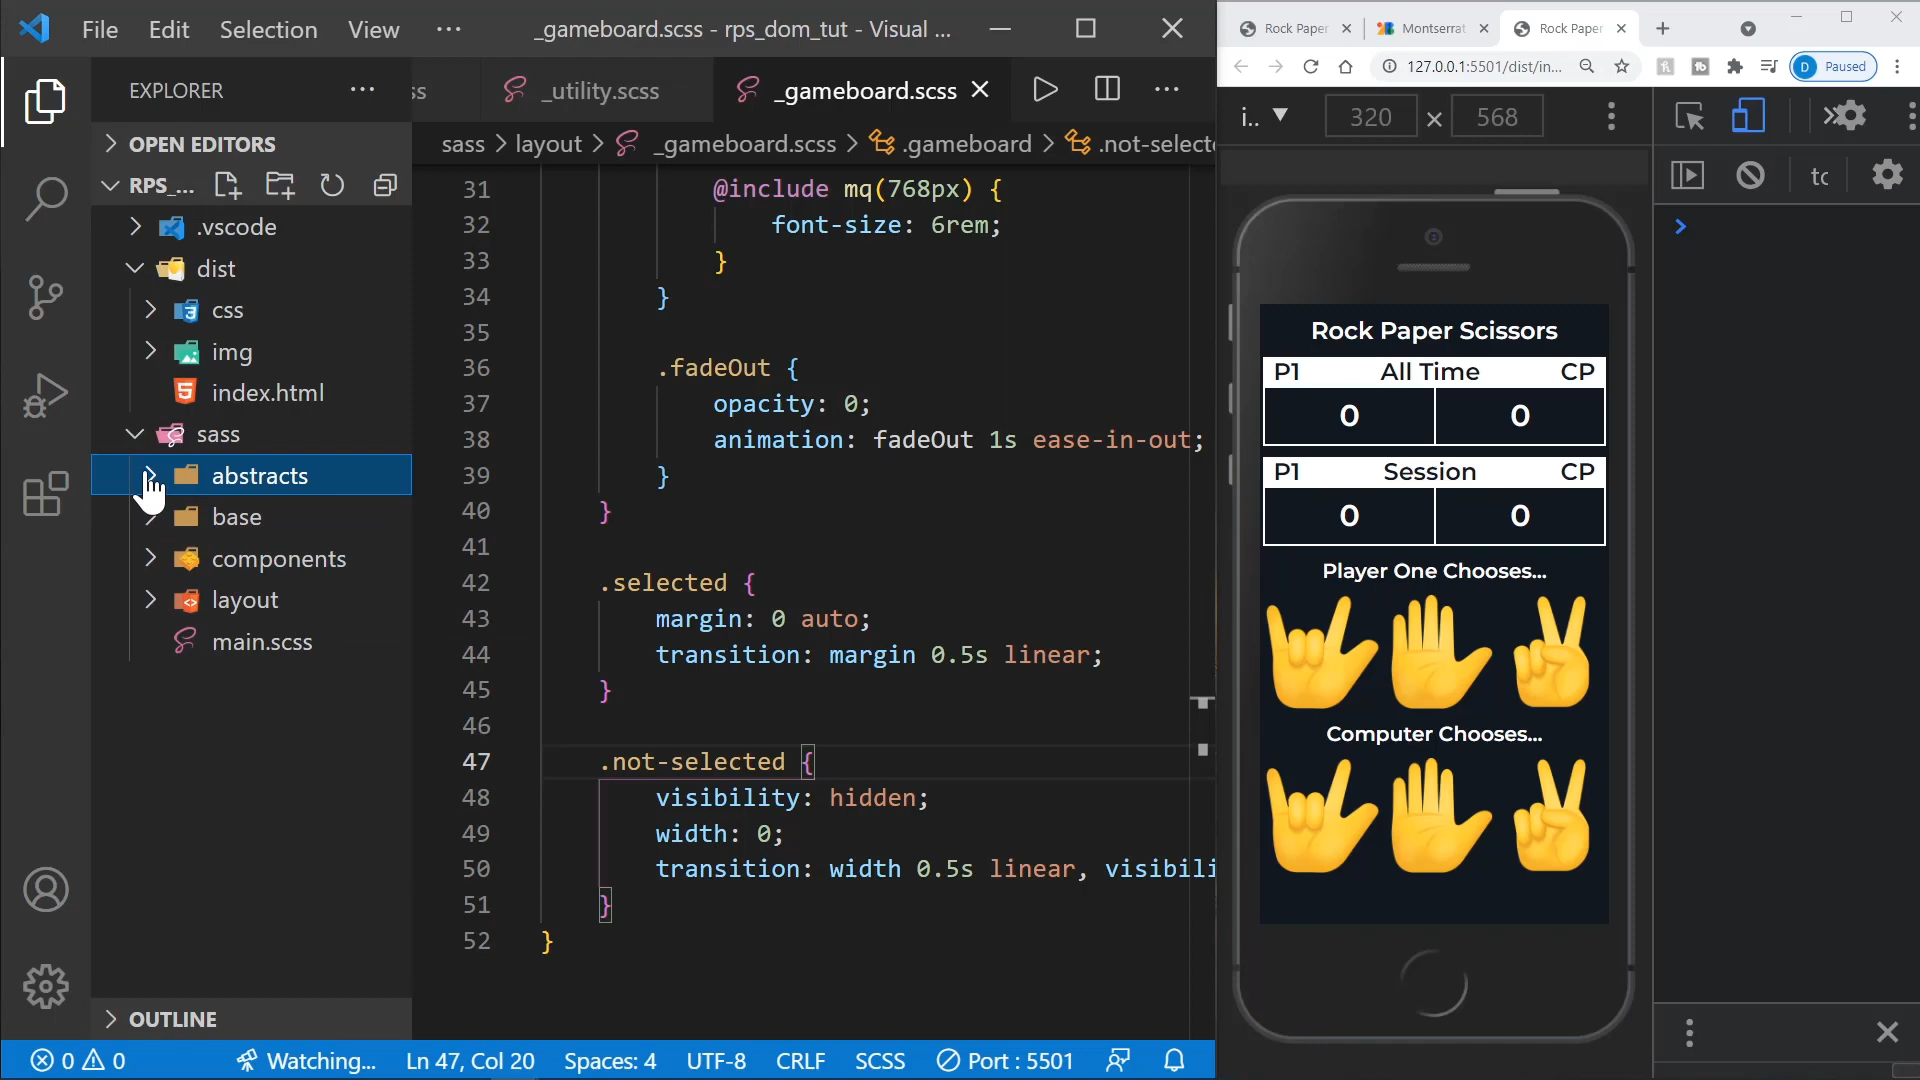 File Edit Selection View ··· _gameboard.scss - rps_dom_tut - Visual ...
EXPLORER ···
OPEN EDITORS
RPS_...
.vscode
dist
css
img
index.html
sass
abstracts
base
components
layout
main.scss
OUTLINE
ss _utility.scss _gameboard.scss ···
sass > layout > _gameboard.scss > .gameboard > .not-select
31 @include mq(768px) {
32 font-size: 6rem;
33 }
34 }
35
36 .fadeOut {
37 opacity: 0;
38 animation: fadeOut 1s ease-in-out;
39 }
40 }
41
42 .selected {
43 margin: 0 auto;
44 transition: margin 0.5s linear;
45 }
46
47 .not-selected {
48 visibility: hidden;
49 width: 0;
50 transition: width 0.5s linear, visibili
51 }
52 }
0 0 Watching... Ln 47, Col 20 Spaces: 4 UTF-8 CRLF SCSS Port : 5501
Rock Paper Montserrat Rock Paper
127.0.0.1:5501/dist/in... D Paused
i.. 320 × 568
Rock Paper Scissors
P1 All Time CP
0 0
P1 Session CP
0 0
Player One Chooses...
Computer Chooses...